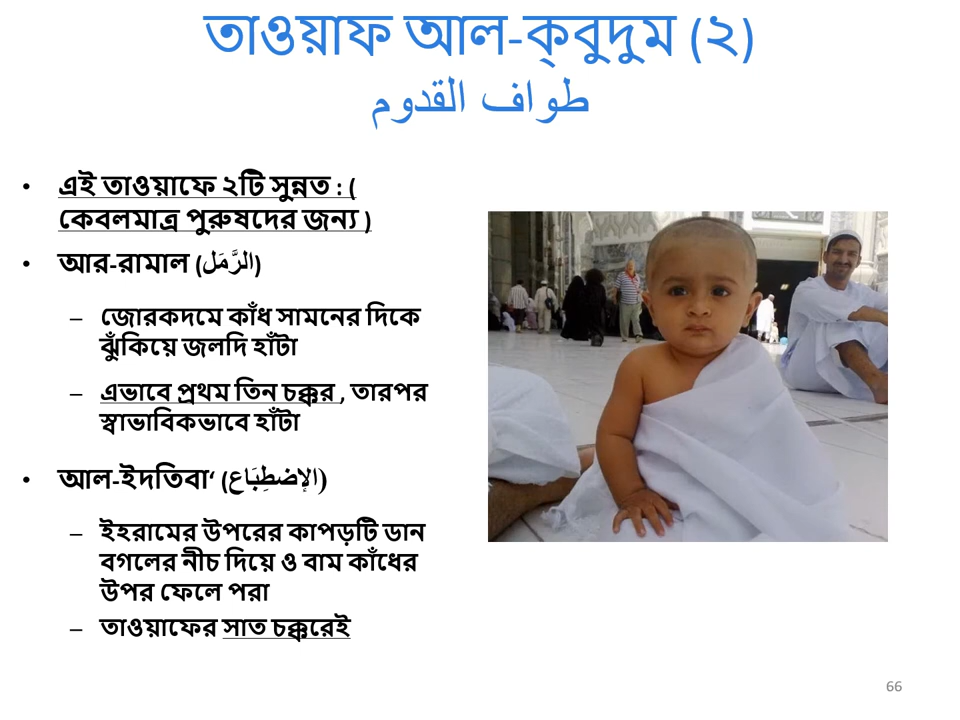 তাওয়াফ আল-ক্বুদুম (২)
طواف القدوم
• এই তাওয়াফে ২টি সুন্নত : (
কেবলমাত্র পুরুষদের জন্য )
• আর-রামাল (الرَّمَل)
– জোরকদমে কাঁধ সামনের দিকে
ঝুঁকিয়ে জলদি হাঁটা
– এভাবে প্রথম তিন চক্কর , তারপর
স্বাভাবিকভাবে হাঁটা
• আল-ইদতিবা‘ (الإضطِبَاع)
– ইহরামের উপরের কাপড়টি ডান
বগলের নীচ দিয়ে ও বাম কাঁধের
উপর ফেলে পরা
– তাওয়াফের সাত চক্করেই
66